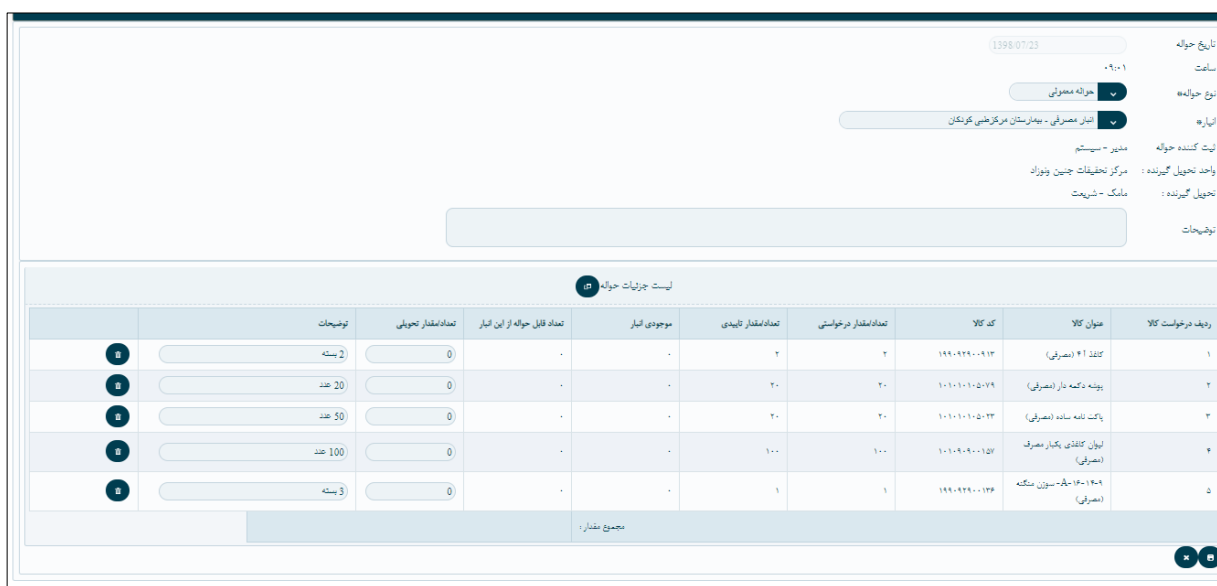 تاریخ حواله 1398/07/23
ساعت ۰۹:۰۱
نوع حواله* حواله معمولی
انبار* انبار مصرفی - بیمارستان مرکزطبی کودکان
ثبت کننده حواله مدیر - سیستم
واحد تحویل گیرنده : مرکز تحقیقات جنین ونوزاد
تحویل گیرنده : مامک - شریعت
توضیحات
لیست جزئیات حواله
ردیف درخواست کالا عنوان کالا کد کالا تعداد/مقدار درخواستی تعداد/مقدار تاییدی موجودی انبار تعداد قابل حواله از این انبار تعداد/مقدار تحویلی توضیحات
۱ کاغذ آ ۴ (مصرفی) ۱۹۹۰۹۲۹۰۰۹۱۳ ۲ ۲ ۰ ۰ 0 2 بسته
۲ پوشه دکمه دار (مصرفی) ۱۰۱۰۱۰۱۰۵۰۷۹ ۲۰ ۲۰ ۰ ۰ 0 20 عدد
۳ پاکت نامه ساده (مصرفی) ۱۰۱۰۱۰۱۰۵۰۲۳ ۲۰ ۲۰ ۰ ۰ 0 50 عدد
۴ لیوان کاغذی یکبار مصرف (مصرفی) ۱۰۱۰۹۰۹۰۰۱۵۷ ۱۰۰ ۱۰۰ ۰ ۰ 0 100 عدد
۵ A-۱۶-۱۴-۹- سوزن منگنه (مصرفی) ۱۹۹۰۹۲۹۰۰۱۳۶ ۱ ۱ ۰ ۰ 0 3 بسته
مجموع مقدار :